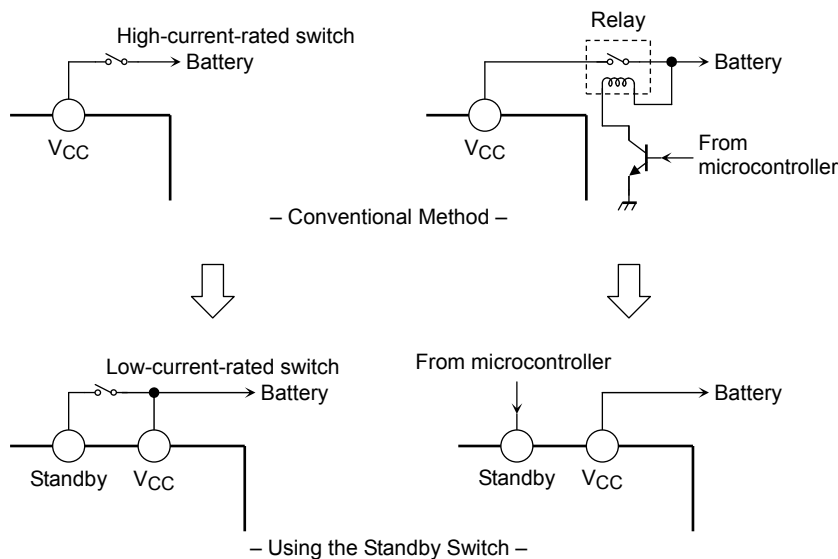 High-current-rated switch
Battery
VCC
Relay
Battery
VCC
From
microcontroller
– Conventional Method –
Low-current-rated switch
Battery
Standby
VCC
From microcontroller
Battery
Standby
VCC
– Using the Standby Switch –